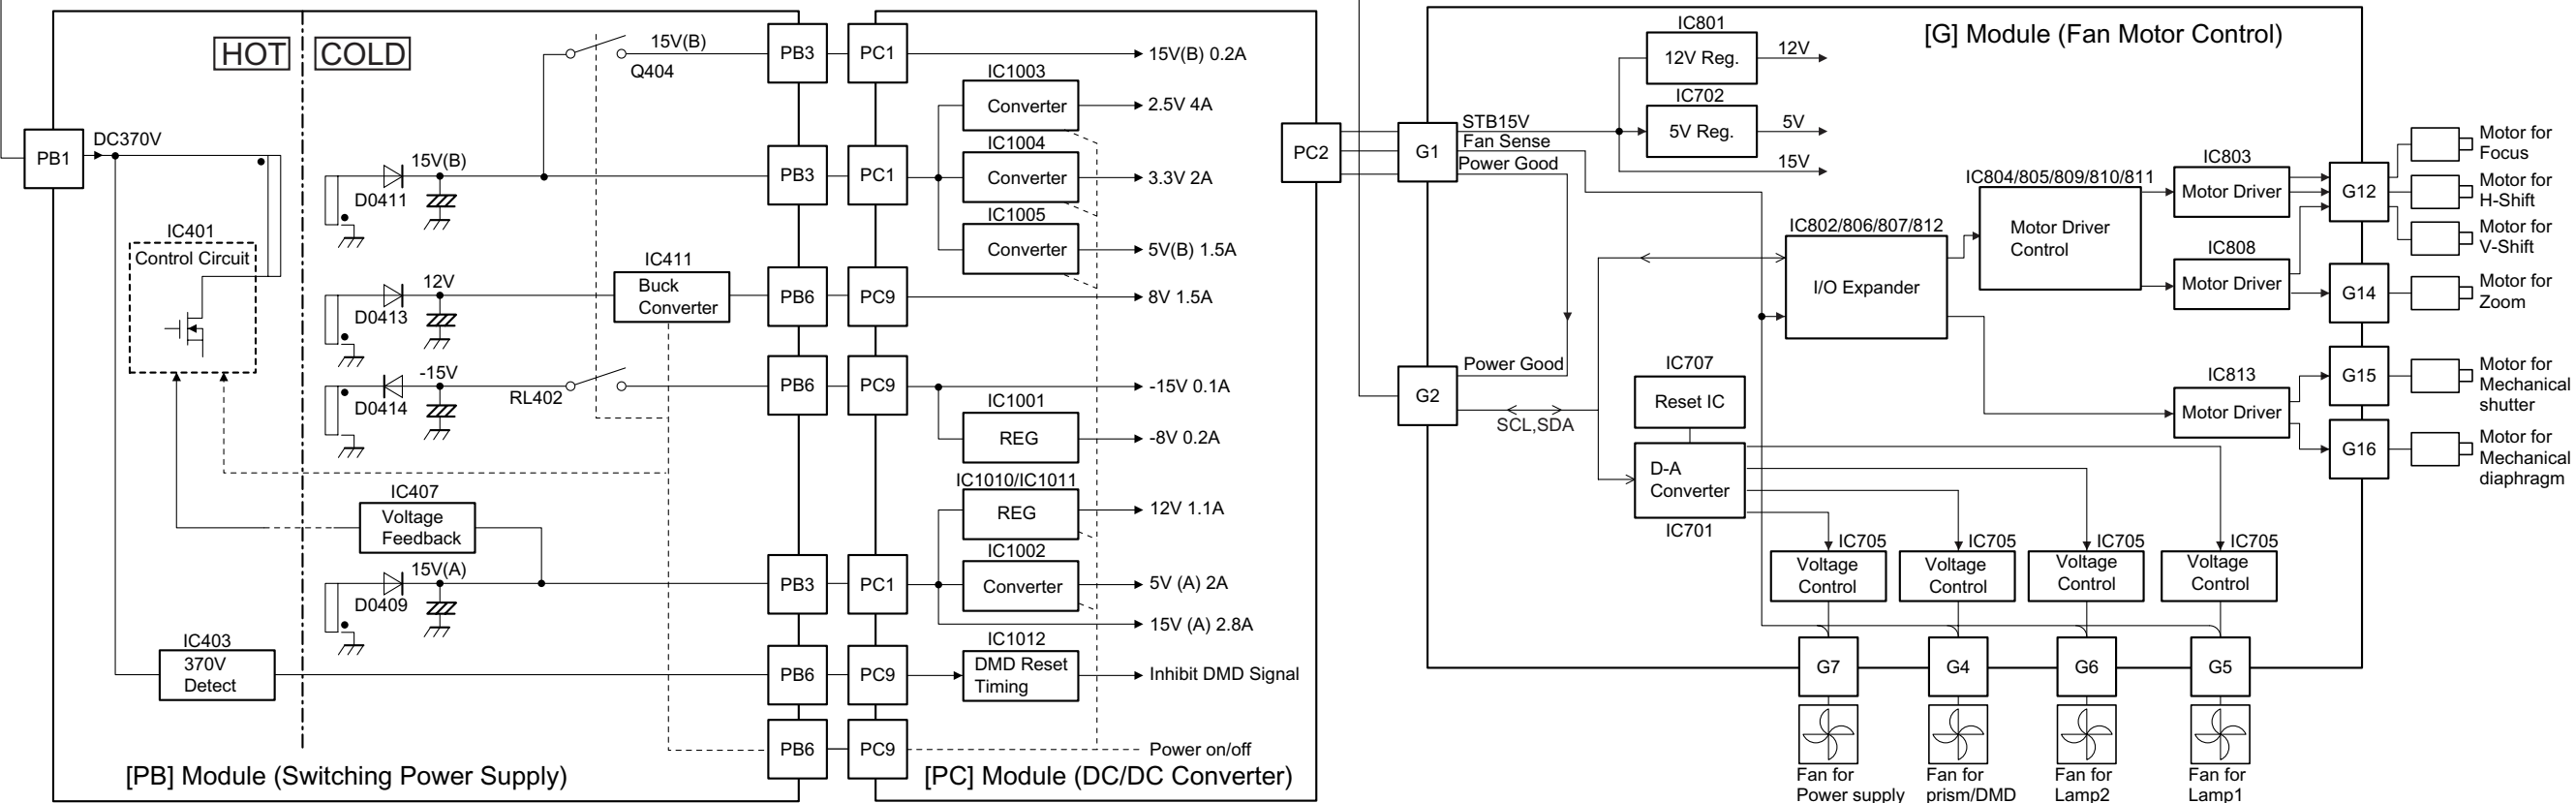 HOT
COLD
PB1
DC370V
IC401
Control Circuit
15V(B)
D0411
12V
D0413
-15V
D0414
IC407
Voltage
Feedback
15V(A)
D0409
IC403
370V
Detect
15V(B)
Q404
IC411
Buck
Converter
RL402
PB3
PB3
PB6
PB6
PB3
PB6
PB6
[PB] Module (Switching Power Supply)
PC1
PC1
PC9
PC9
PC1
PC9
PC9
15V(B) 0.2A
IC1003
Converter
2.5V 4A
IC1004
Converter
3.3V 2A
IC1005
Converter
5V(B) 1.5A
8V 1.5A
-15V 0.1A
IC1001
REG
-8V 0.2A
IC1010/IC1011
REG
12V 1.1A
IC1002
Converter
5V (A) 2A
15V (A) 2.8A
IC1012
DMD Reset
Timing
Inhibit DMD Signal
Power on/off
[PC] Module (DC/DC Converter)
PC2
[G] Module (Fan Motor Control)
G1
STB15V
Fan Sense
Power Good
IC801
12V Reg.
12V
IC702
5V Reg.
5V
15V
G2
Power Good
SCL,SDA
IC802/806/807/812
I/O Expander
IC804/805/809/810/811
Motor Driver
Control
IC803
Motor Driver
IC808
Motor Driver
IC813
Motor Driver
G12
G14
G15
G16
Motor for
Focus
Motor for
H-Shift
Motor for
V-Shift
Motor for
Zoom
Motor for
Mechanical
shutter
Motor for
Mechanical
diaphragm
IC707
Reset IC
D-A
Converter
IC701
IC705
Voltage
Control
IC705
Voltage
Control
IC705
Voltage
Control
IC705
Voltage
Control
G7
G4
G6
G5
Fan for
Power supply
Fan for
prism/DMD
Fan for
Lamp2
Fan for
Lamp1